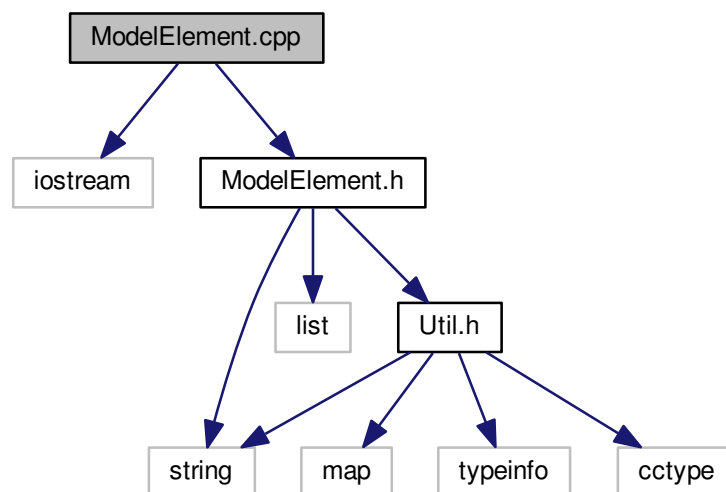 ModelElement.cpp
iostream
ModelElement.h
list
Util.h
string
map
typeinfo
cctype